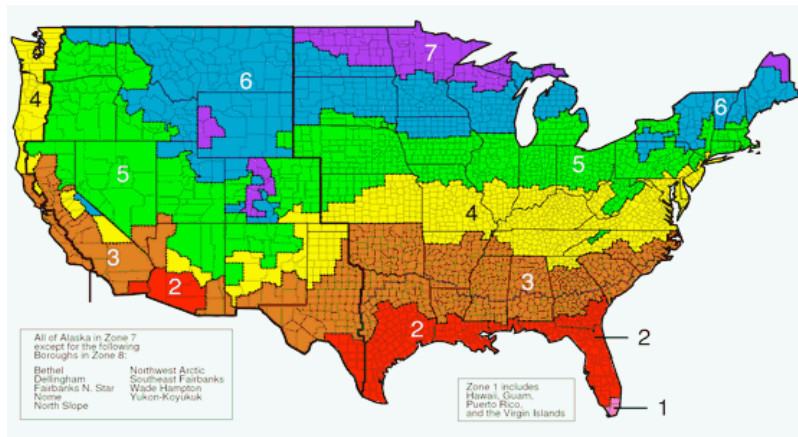 7
6
4
6
5
5
4
3
3
2
2
2
1
All of Alaska in Zone 7
except for the following
Boroughs in Zone 8:
Bethel Northwest Arctic
Dellingham Southeast Fairbanks
Fairbanks N. Star Wade Hampton
Nome Yukon-Koyukuk
North Slope
Zone 1 includes
Hawaii, Guam,
Puerto Rico,
and the Virgin Islands